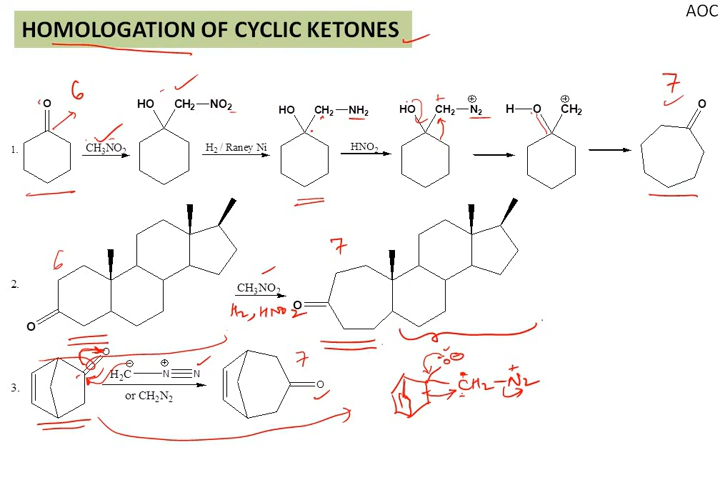 AOC
HOMOLOGATION OF CYCLIC KETONES
6
7
1.
O
CH3NO2
HO CH2—NO2
H2 / Raney Ni
HO CH2—NH2
HNO2
HO CH2—N2
H—O CH2
O
2.
6
O
CH3NO2
H2, HNO2
7
O
3.
O
H2C—N≡N
or CH2N2
7
O
CH2—N2